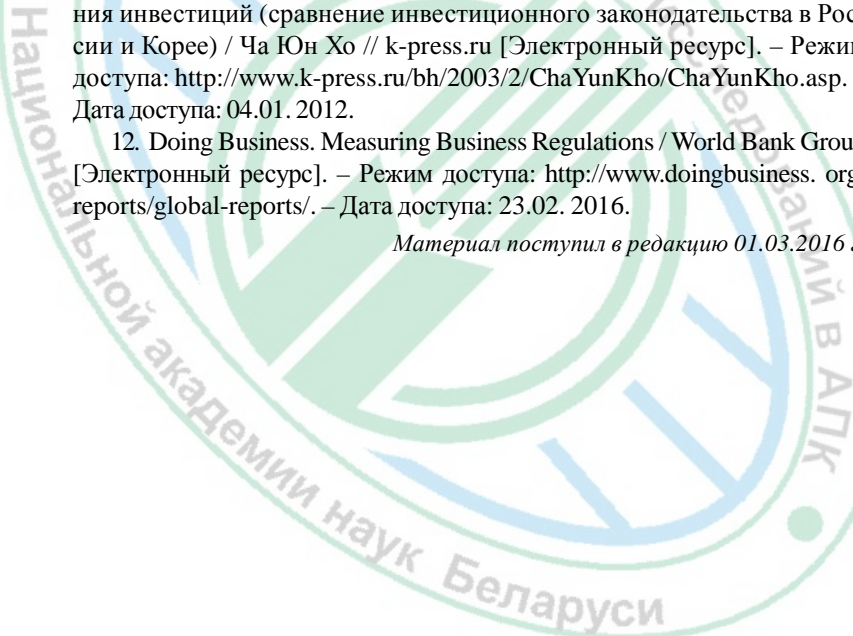 ния инвестиций (сравнение инвестиционного законодательства в Рос
сии и Корее) / Ча Юн Хо // k-press.ru [Электронный ресурс]. – Режим
доступа: http://www.k-press.ru/bh/2003/2/ChaYunKho/ChaYunKho.asp.
Дата доступа: 04.01. 2012.
12. Doing Business. Measuring Business Regulations / World Bank Grou
[Электронный ресурс]. – Режим доступа: http://www.doingbusiness. org
reports/global-reports/. – Дата доступа: 23.02. 2016.
Материал поступил в редакцию 01.03.2016
Национальной академии наук Беларуси
следований в АПК